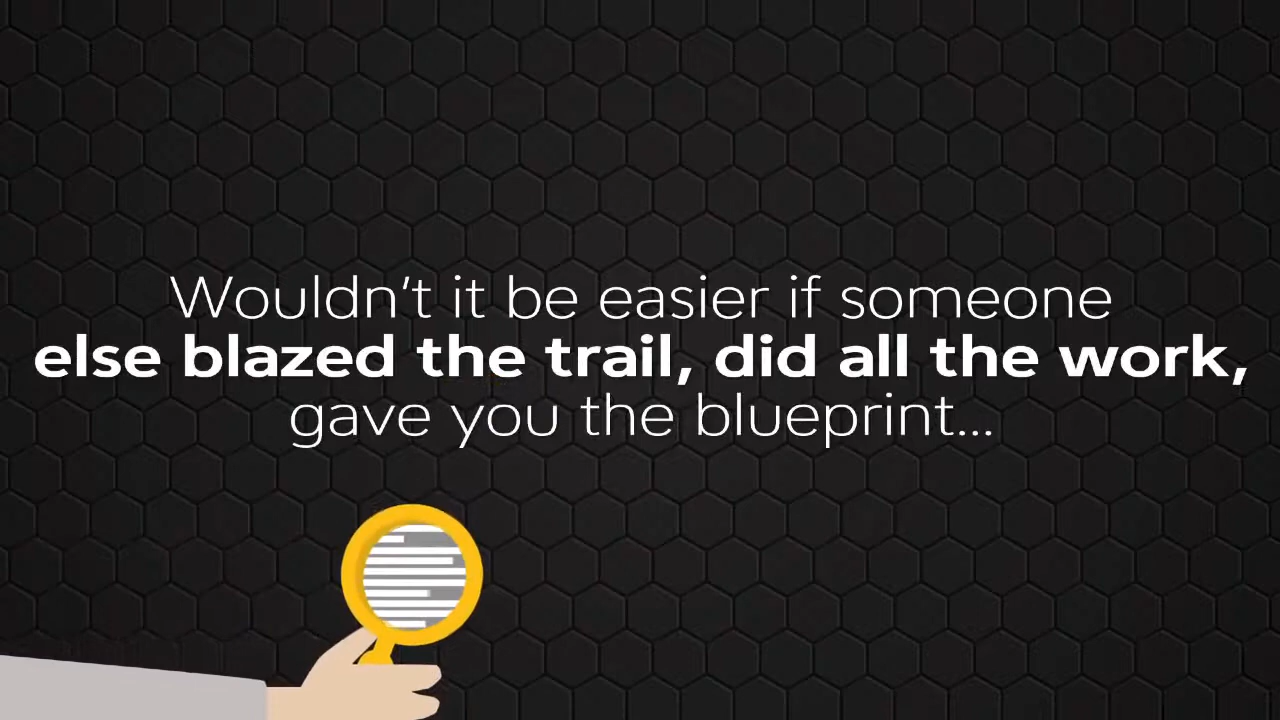 Wouldn't it be easier if someone
else blazed the trail, did all the work,
gave you the blueprint...